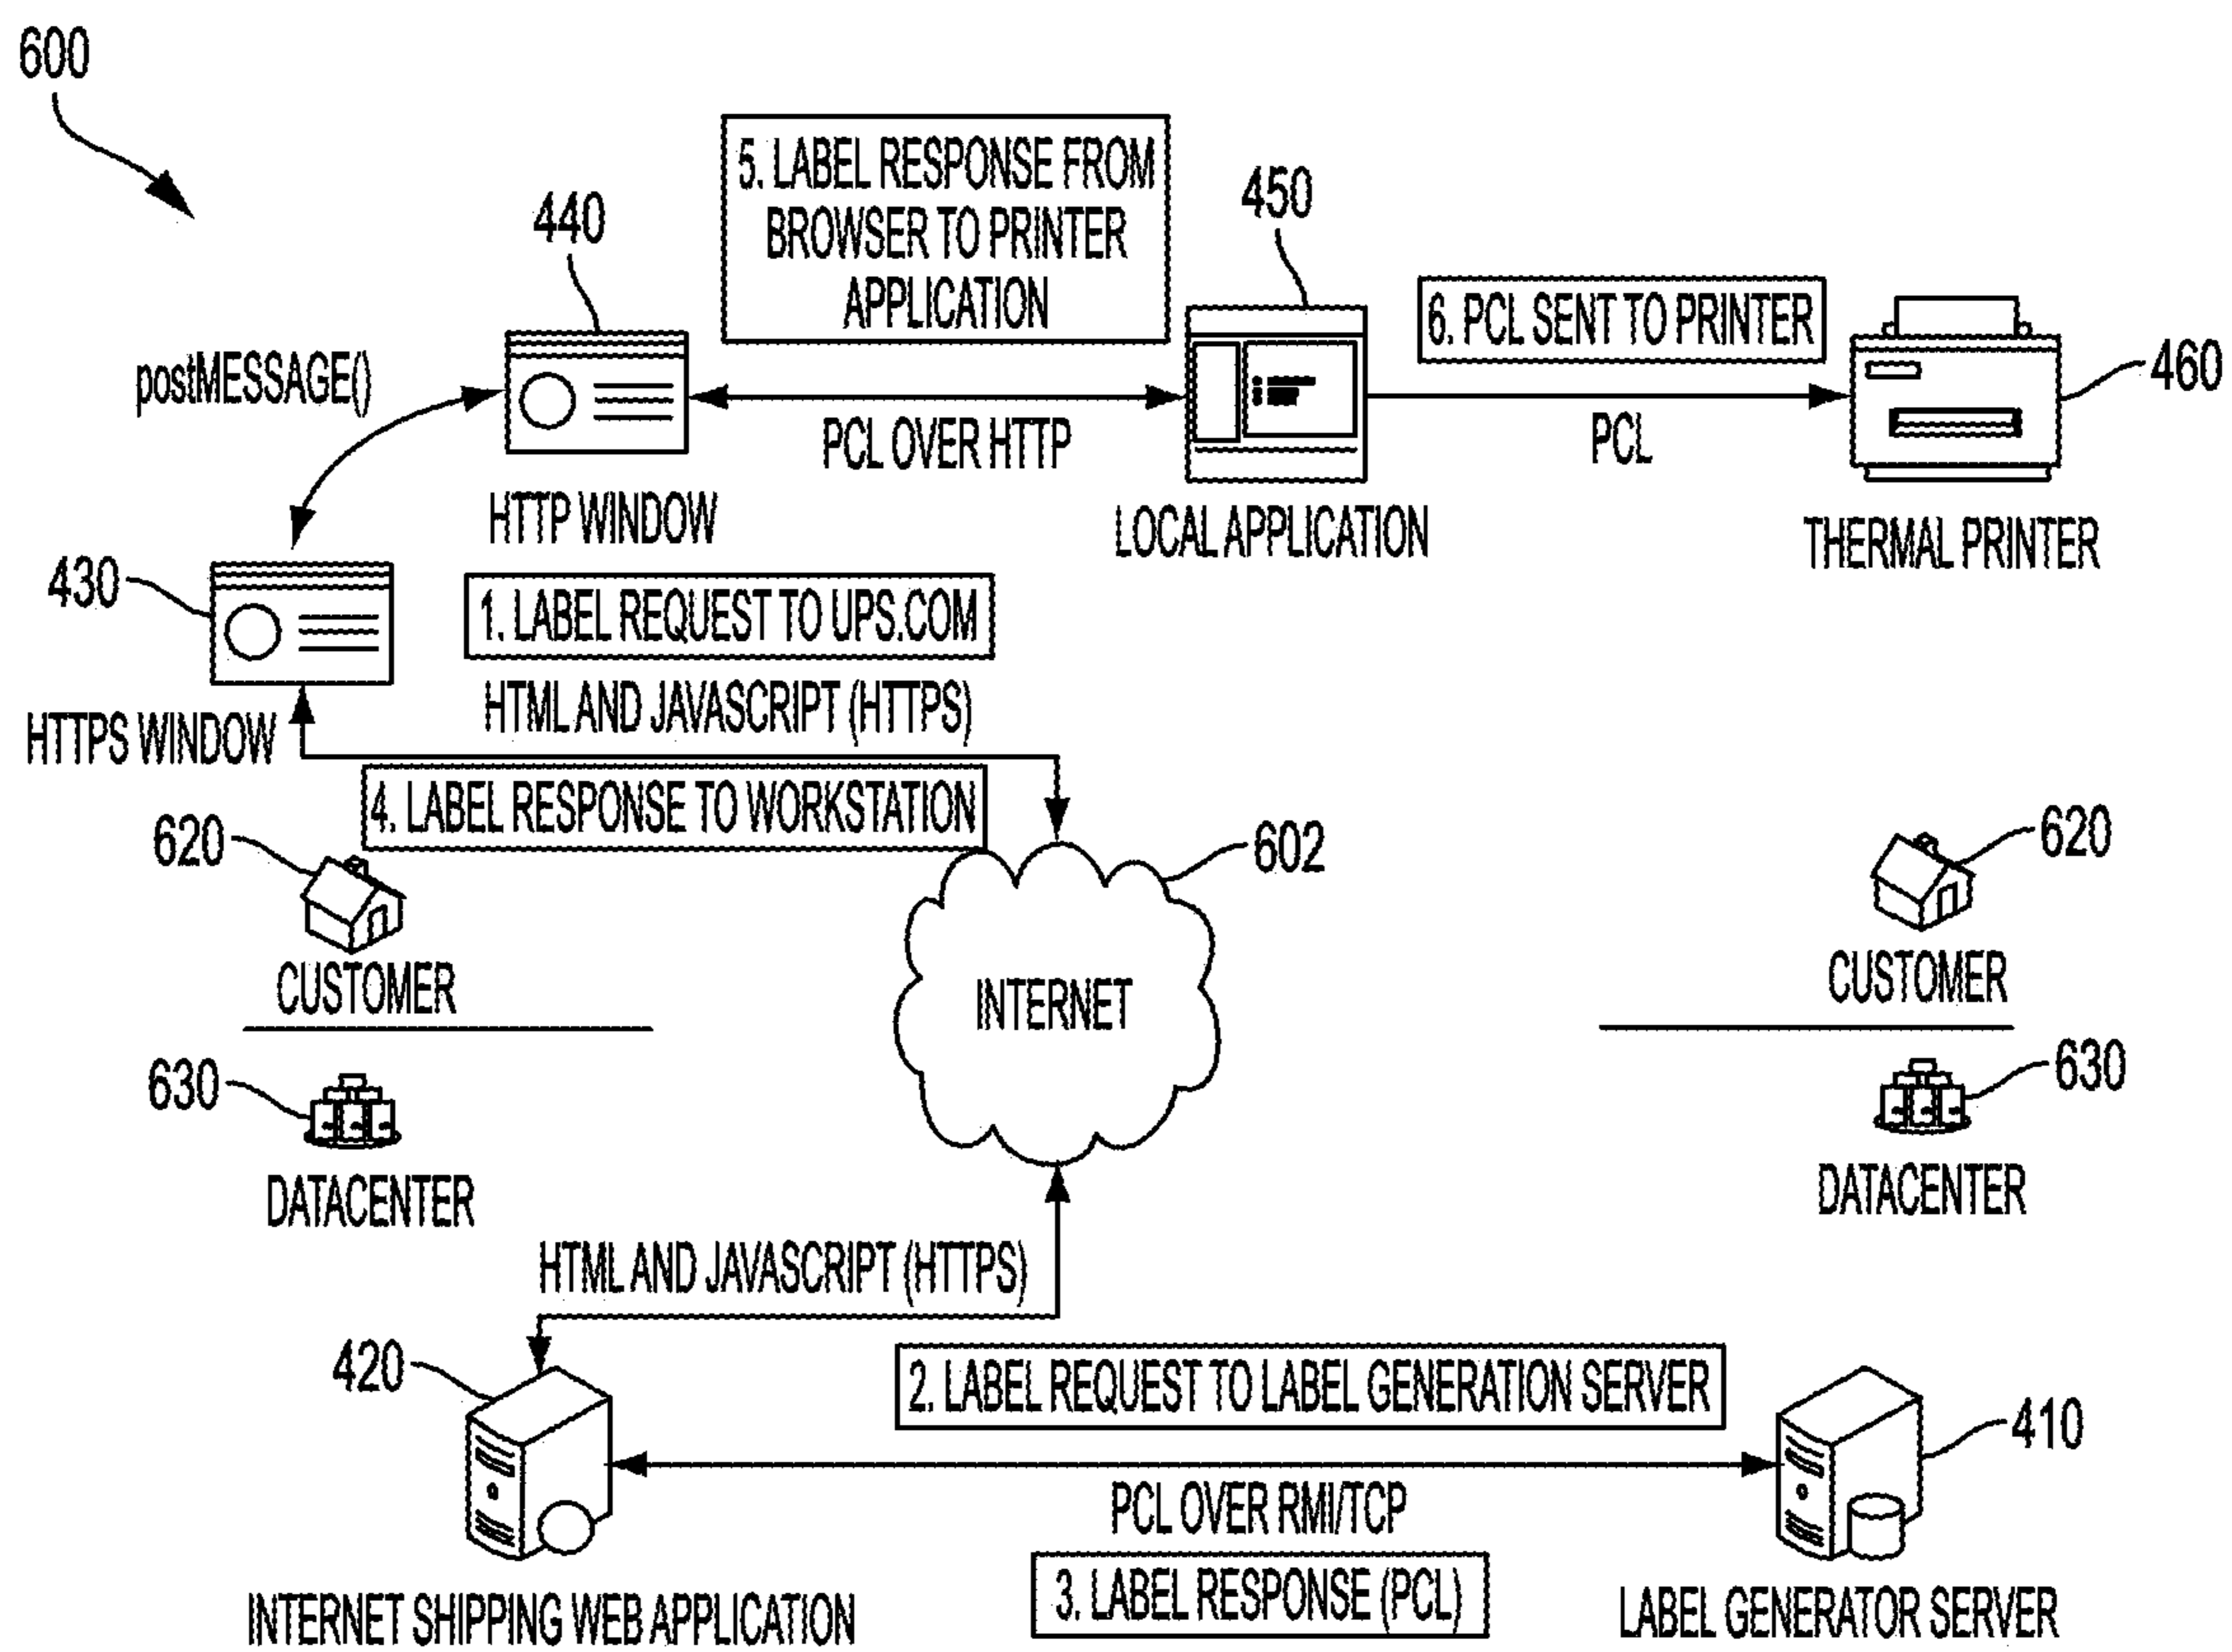 600
5. LABEL RESPONSE FROM
BROWSER TO PRINTER
APPLICATION
440
450
6. PCL SENT TO PRINTER
460
postMESSAGE()
PCL OVER HTTP
PCL
HTTP WINDOW
LOCAL APPLICATION
THERMAL PRINTER
430
1. LABEL REQUEST TO UPS.COM
HTML AND JAVASCRIPT (HTTPS)
HTTPS WINDOW
4. LABEL RESPONSE TO WORKSTATION
620
602
620
CUSTOMER
INTERNET
CUSTOMER
630
630
DATACENTER
DATACENTER
HTML AND JAVASCRIPT (HTTPS)
420
2. LABEL REQUEST TO LABEL GENERATION SERVER
410
PCL OVER RMI/TCP
3. LABEL RESPONSE (PCL)
INTERNET SHIPPING WEB APPLICATION
LABEL GENERATOR SERVER